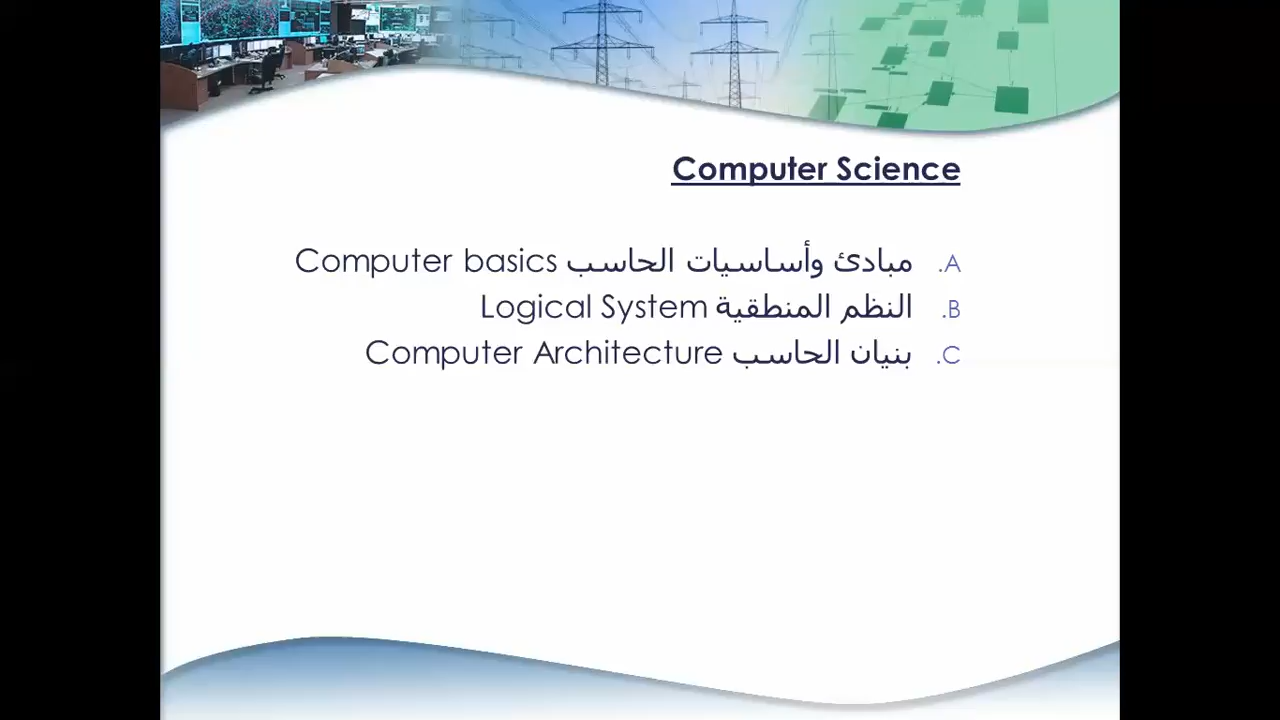 Computer Science
A. مبادئ وأساسيات الحاسب Computer basics
B. النظم المنطقية Logical System
C. بنيان الحاسب Computer Architecture